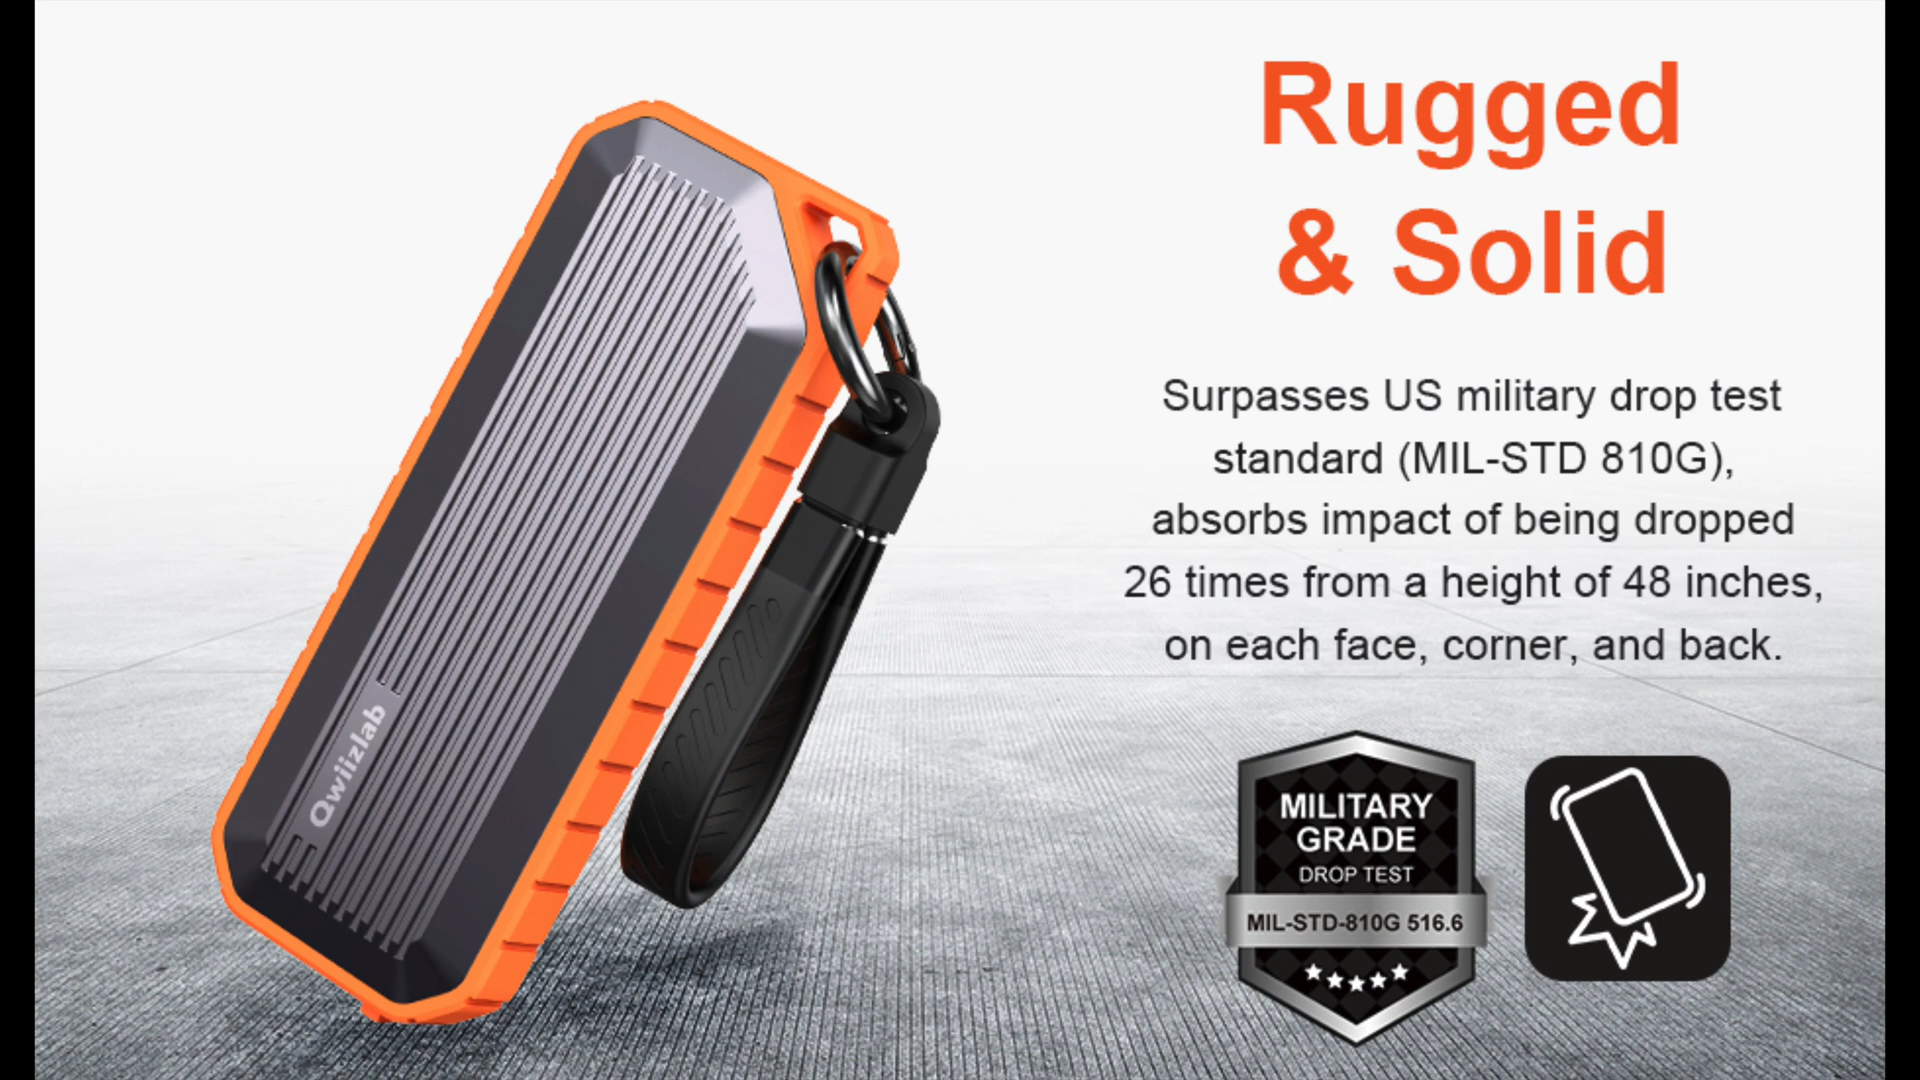 Rugged
& Solid
Surpasses US military drop test
standard (MIL-STD 810G),
absorbs impact of being dropped
26 times from a height of 48 inches,
on each face, corner, and back.
Qwiizlab
MILITARY
GRADE
DROP TEST
MIL-STD-810G 516.6